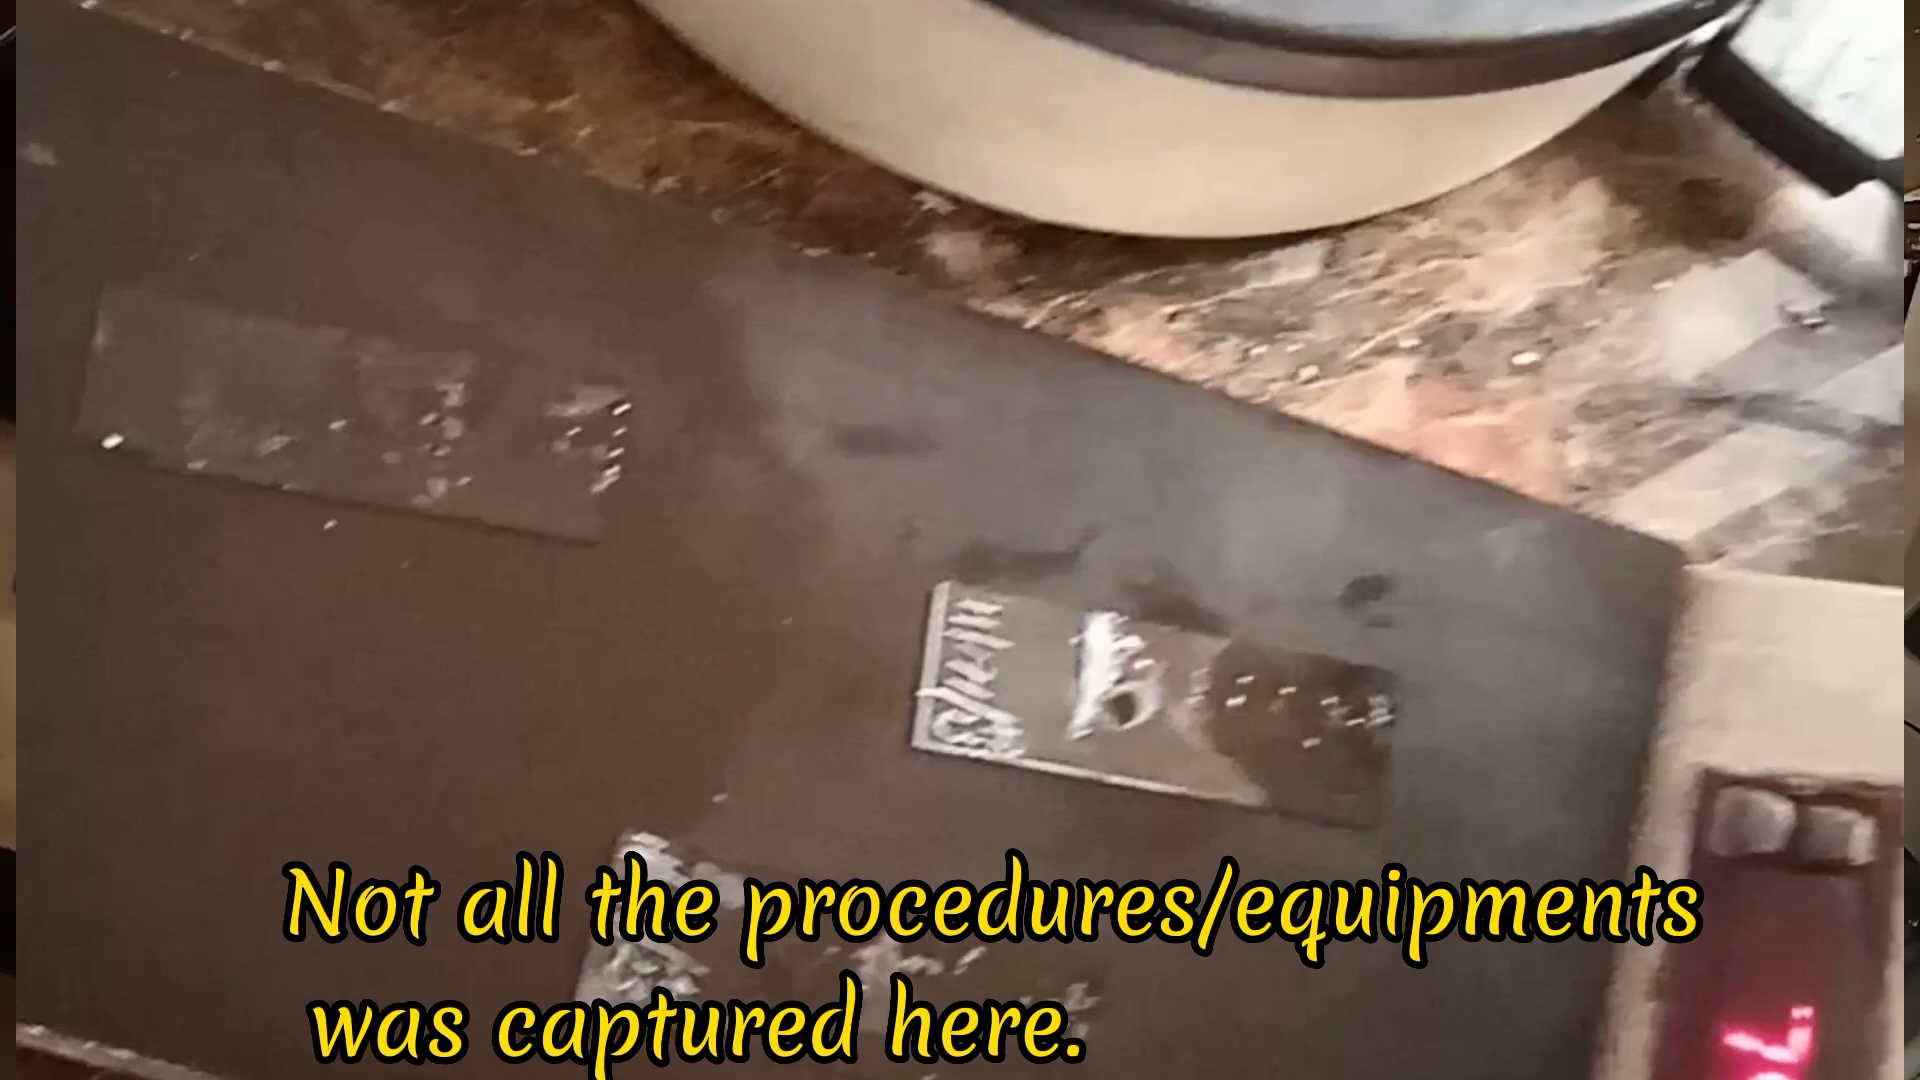 Not all the procedures/equipments
was captured here.